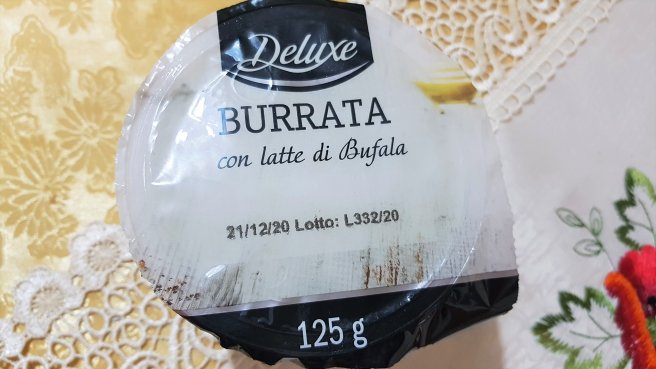 Deluxe
BURRATA
con latte di Bufala
21/12/20 Lotto: L332/20
125 g